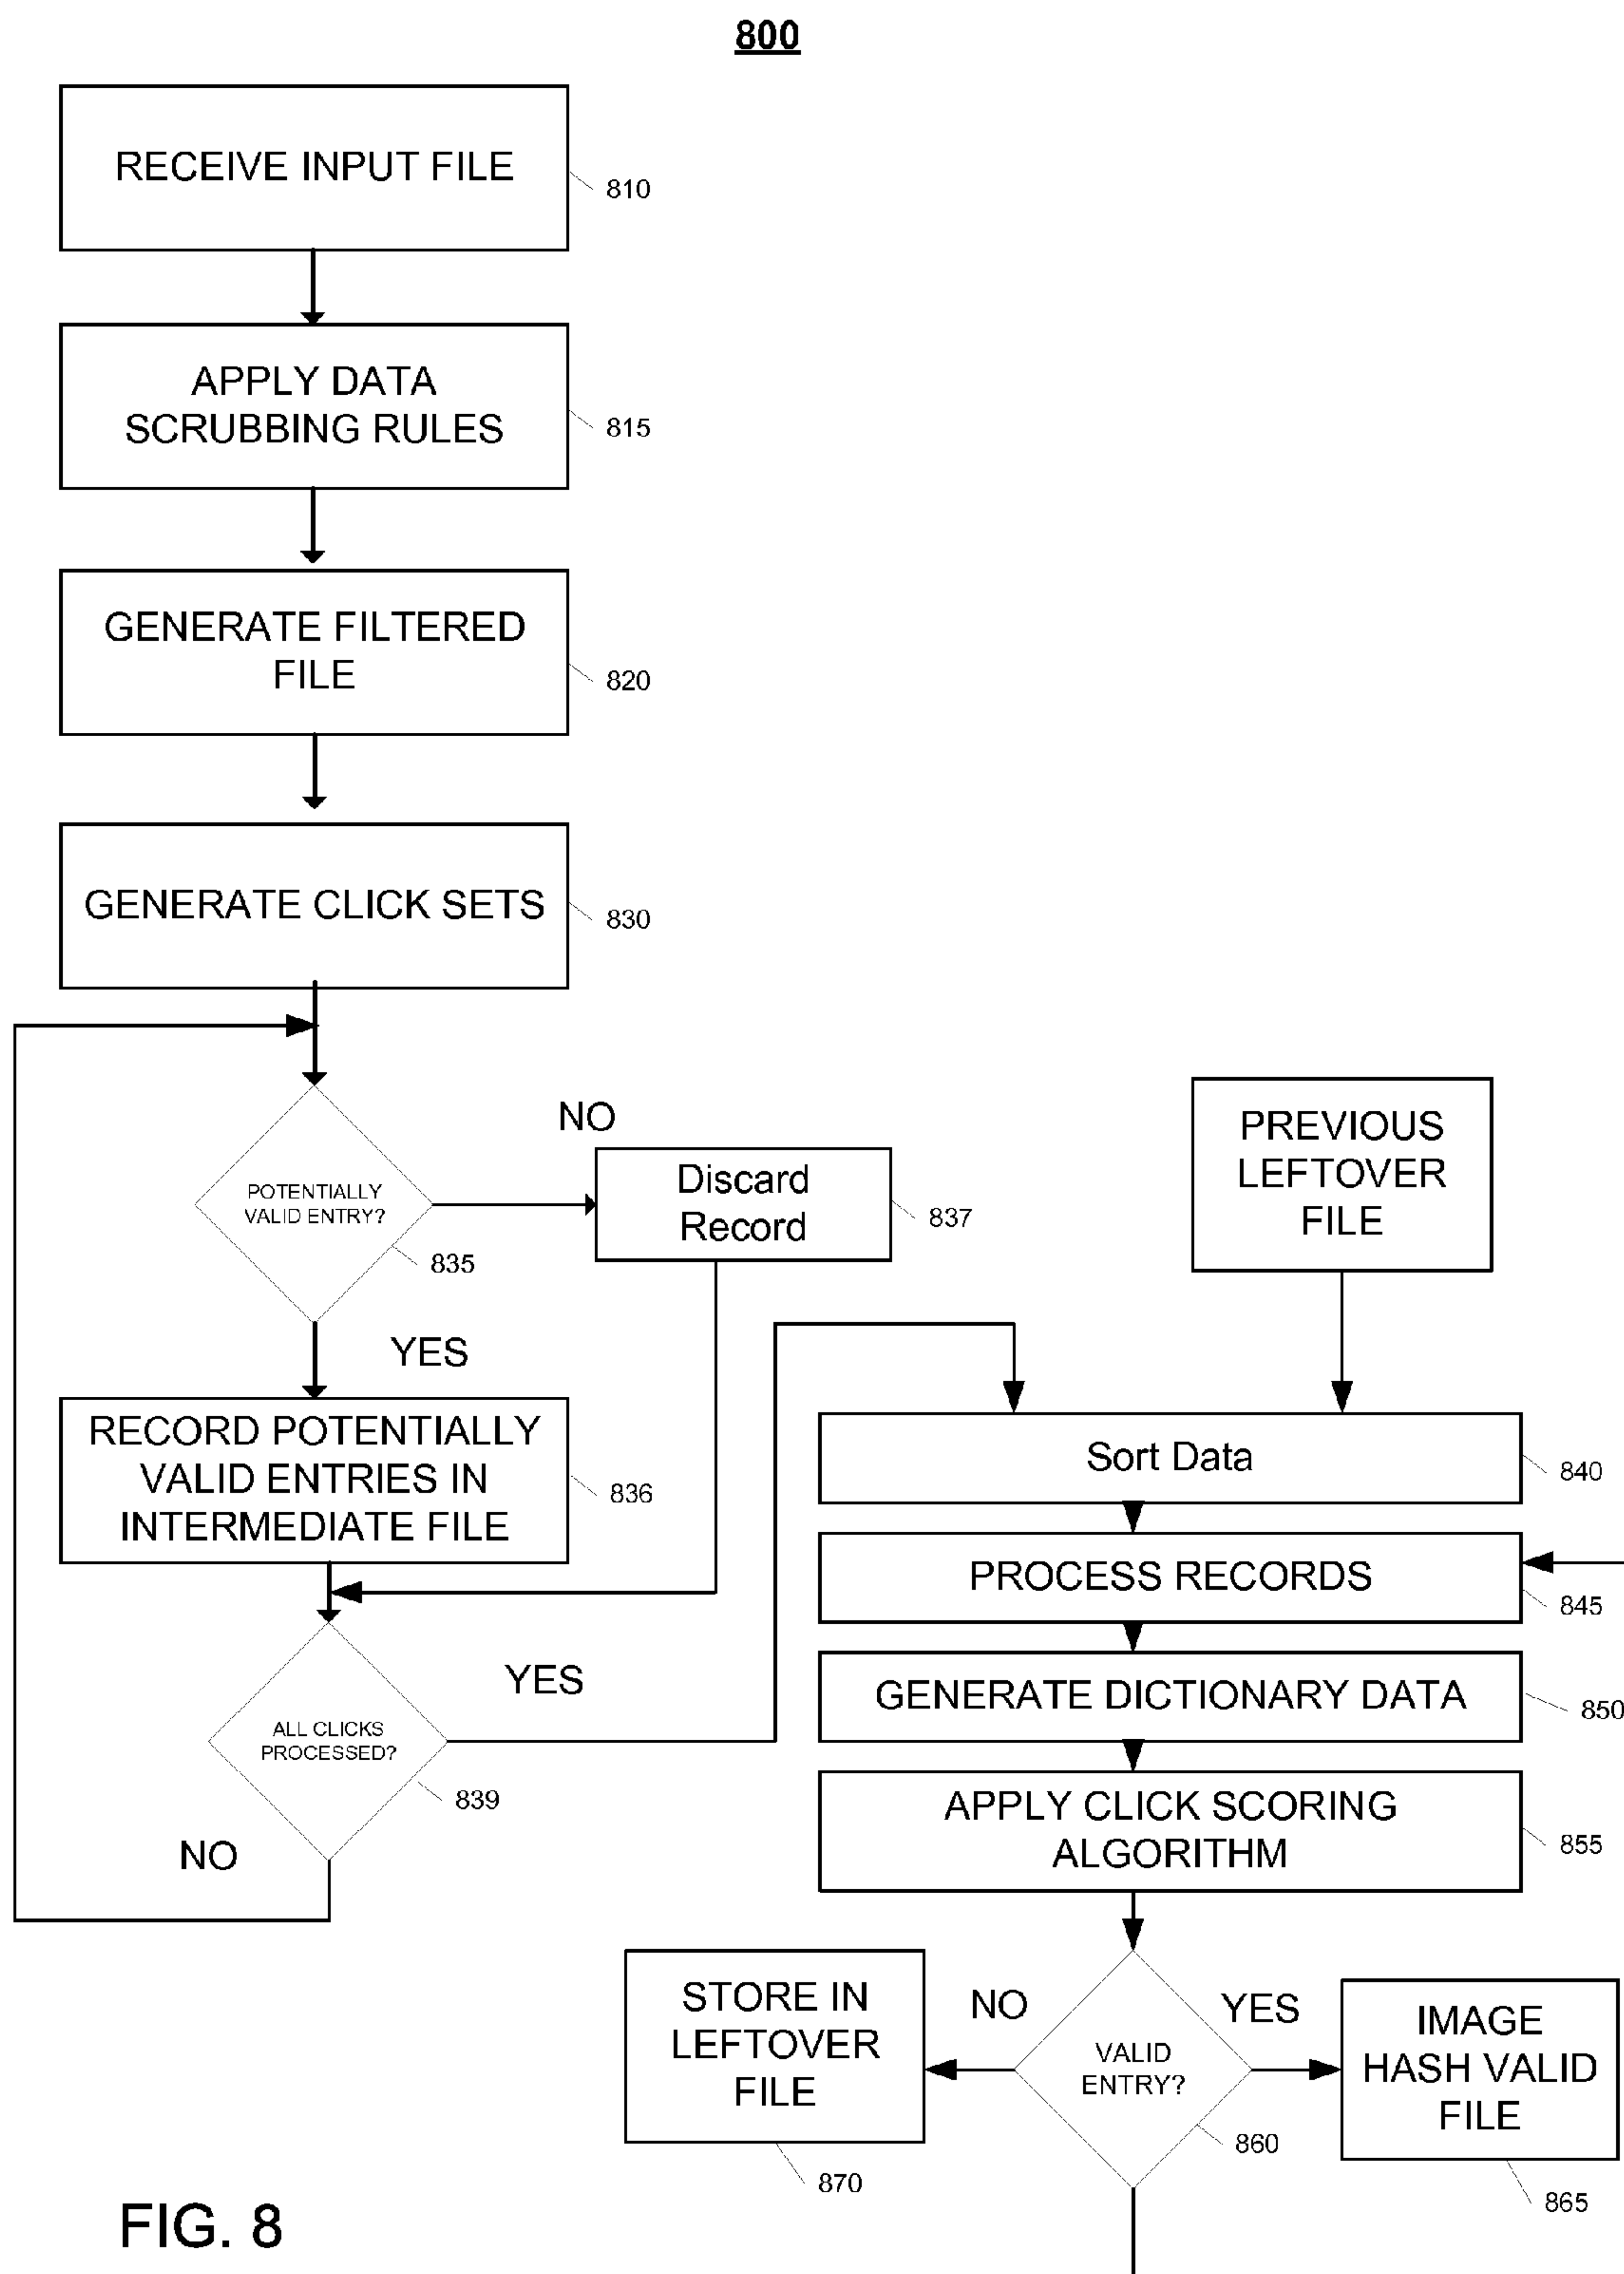 800
RECEIVE INPUT FILE
810
APPLY DATA
SCRUBBING RULES
815
GENERATE FILTERED
FILE
820
GENERATE CLICK SETS
830
POTENTIALLY
VALID ENTRY?
835
NO
Discard
Record
837
YES
RECORD POTENTIALLY
VALID ENTRIES IN
INTERMEDIATE FILE
836
ALL CLICKS
PROCESSED?
839
YES
NO
PREVIOUS
LEFTOVER
FILE
Sort Data
840
PROCESS RECORDS
845
GENERATE DICTIONARY DATA
850
APPLY CLICK SCORING
ALGORITHM
855
STORE IN
LEFTOVER
FILE
870
NO
VALID
ENTRY?
860
YES
IMAGE
HASH VALID
FILE
865
FIG. 8